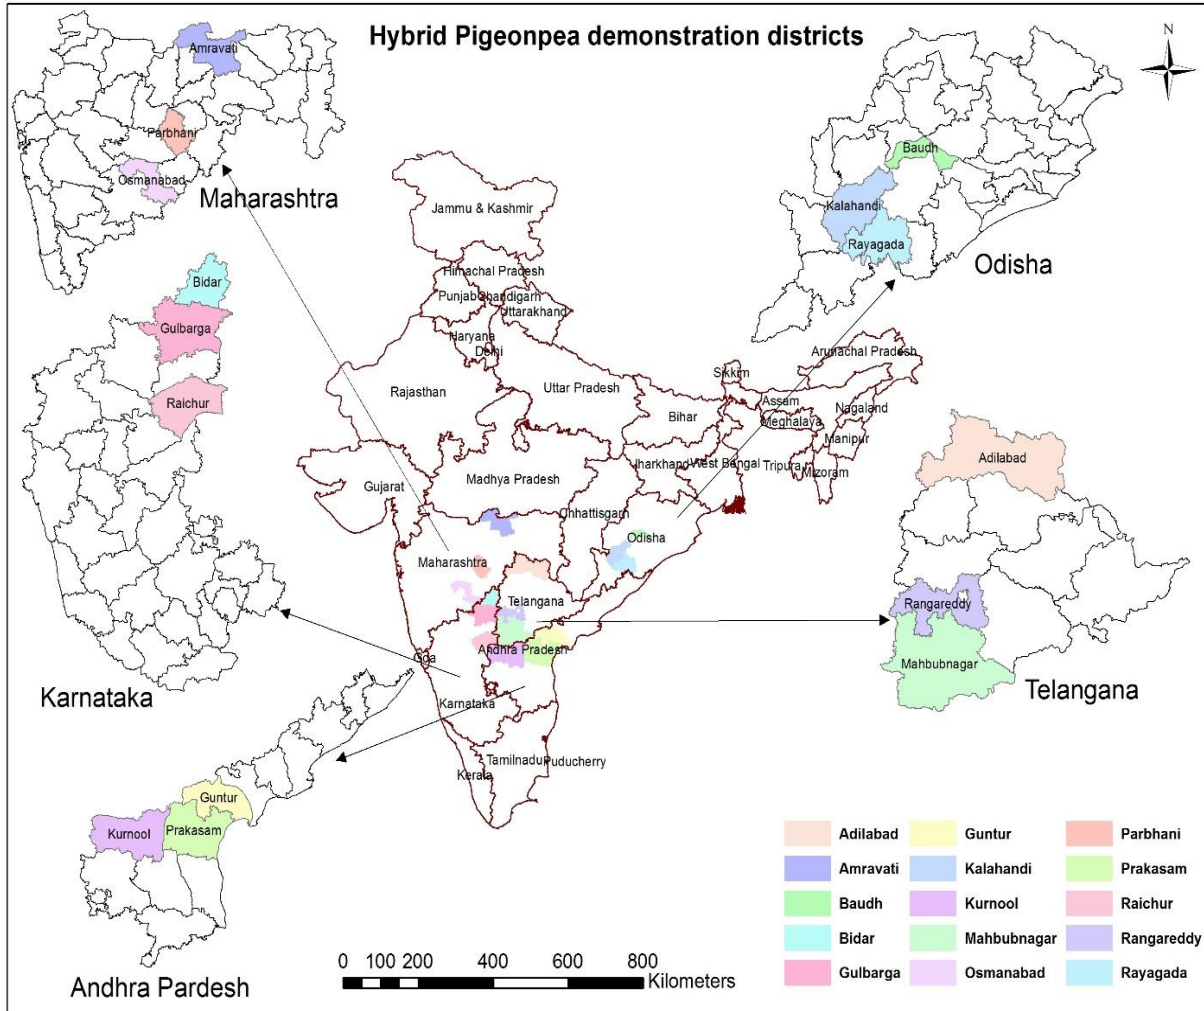 Hybrid Pigeonpea demonstration districts
N
Amravati
Parbhani
Osmanabad
Maharashtra
Baudh
Kalahandi
Rayagada
Odisha
Bidar
Gulbarga
Raichur
Karnataka
Jammu & Kashmir
Himachal Pradesh
Punjab
Chandigarh
Uttarakhand
Haryana
Delhi
Rajasthan
Uttar Pradesh
Sikkim
Arunachal Pradesh
Assam
Nagaland
Meghalaya
Bihar
Manipur
Jharkhand
West Bengal
Tripura
Mizoram
Gujarat
Madhya Pradesh
Chhattisgarh
Odisha
Maharashtra
Telangana
Andhra Pradesh
Goa
Karnataka
Tamilnadu
Puducherry
Kerala
Adilabad
Rangareddy
Mahbubnagar
Telangana
Guntur
Kurnool
Prakasam
Andhra Pardesh
0 100 200 400 600 800
Kilometers
Adilabad
Amravati
Baudh
Bidar
Gulbarga
Guntur
Kalahandi
Kurnool
Mahbubnagar
Osmanabad
Parbhani
Prakasam
Raichur
Rangareddy
Rayagada